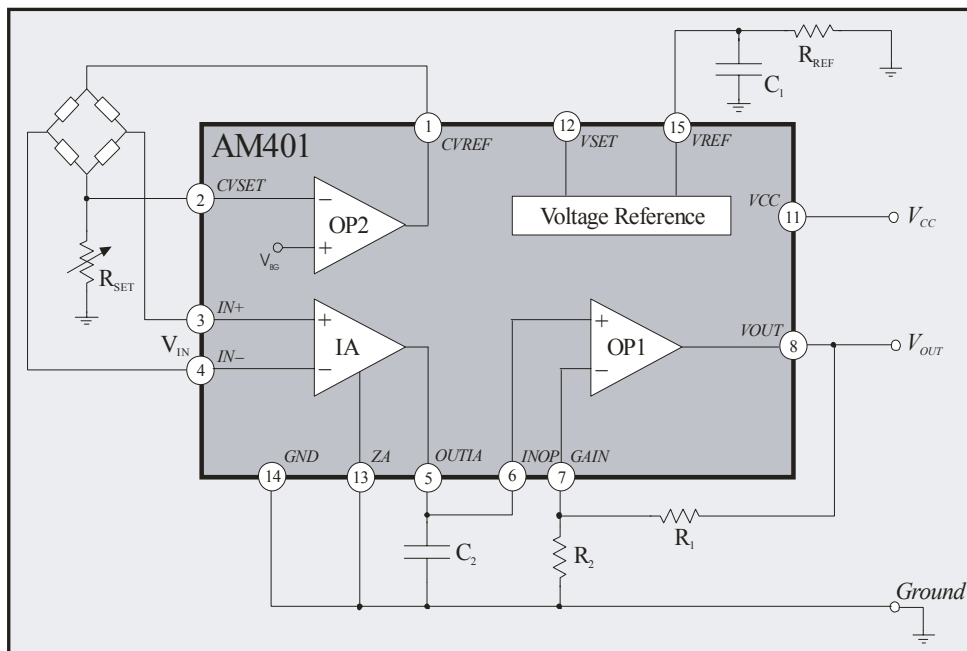 R_REF
C_1
1
12
15
AM401
CVREF
VSET
VREF
CVSET
2
VCC
11
V_CC
OP2
Voltage Reference
V_BG
R_SET
IN+
3
V_IN
IN–
4
IA
OP1
VOUT
8
V_OUT
GND
ZA
OUTIA
INOP
GAIN
14
13
5
6
7
R_1
C_2
R_2
Ground